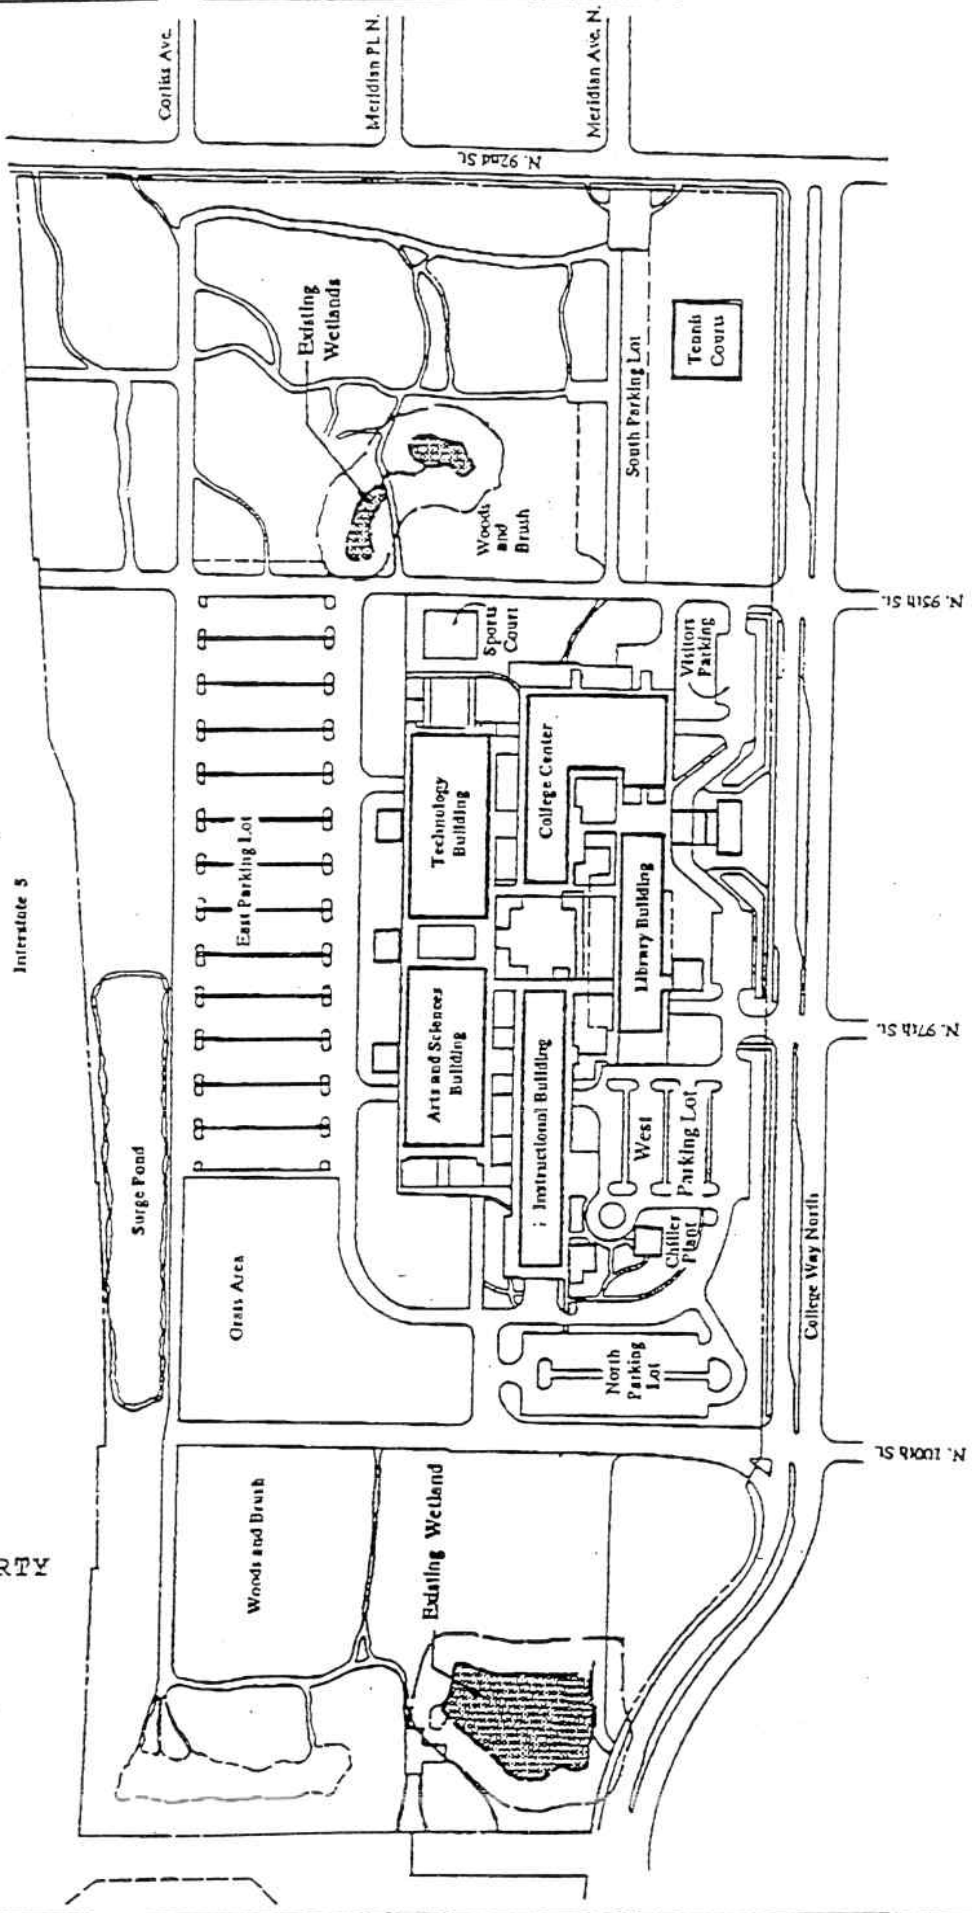 Corliss Ave.
Meridian PL N.
Meridian Ave. N.
N. 92nd St.
Existing
Wetlands
Tennis
Courts
South Parking Lot
Woods
and
Brush
N. 95th St.
Sports
Court
Visitors
Parking
Interstate 5
East Parking Lot
Technology
Building
College Center
Library Building
Arts and Sciences
Building
Instructional Building
N. 97th St.
West
Parking Lot
Surge Pond
Chiller
Plant
College Way North
Grass Area
North
Parking
Lot
N. 100th St.
Woods and Brush
Existing Wetland
RTY